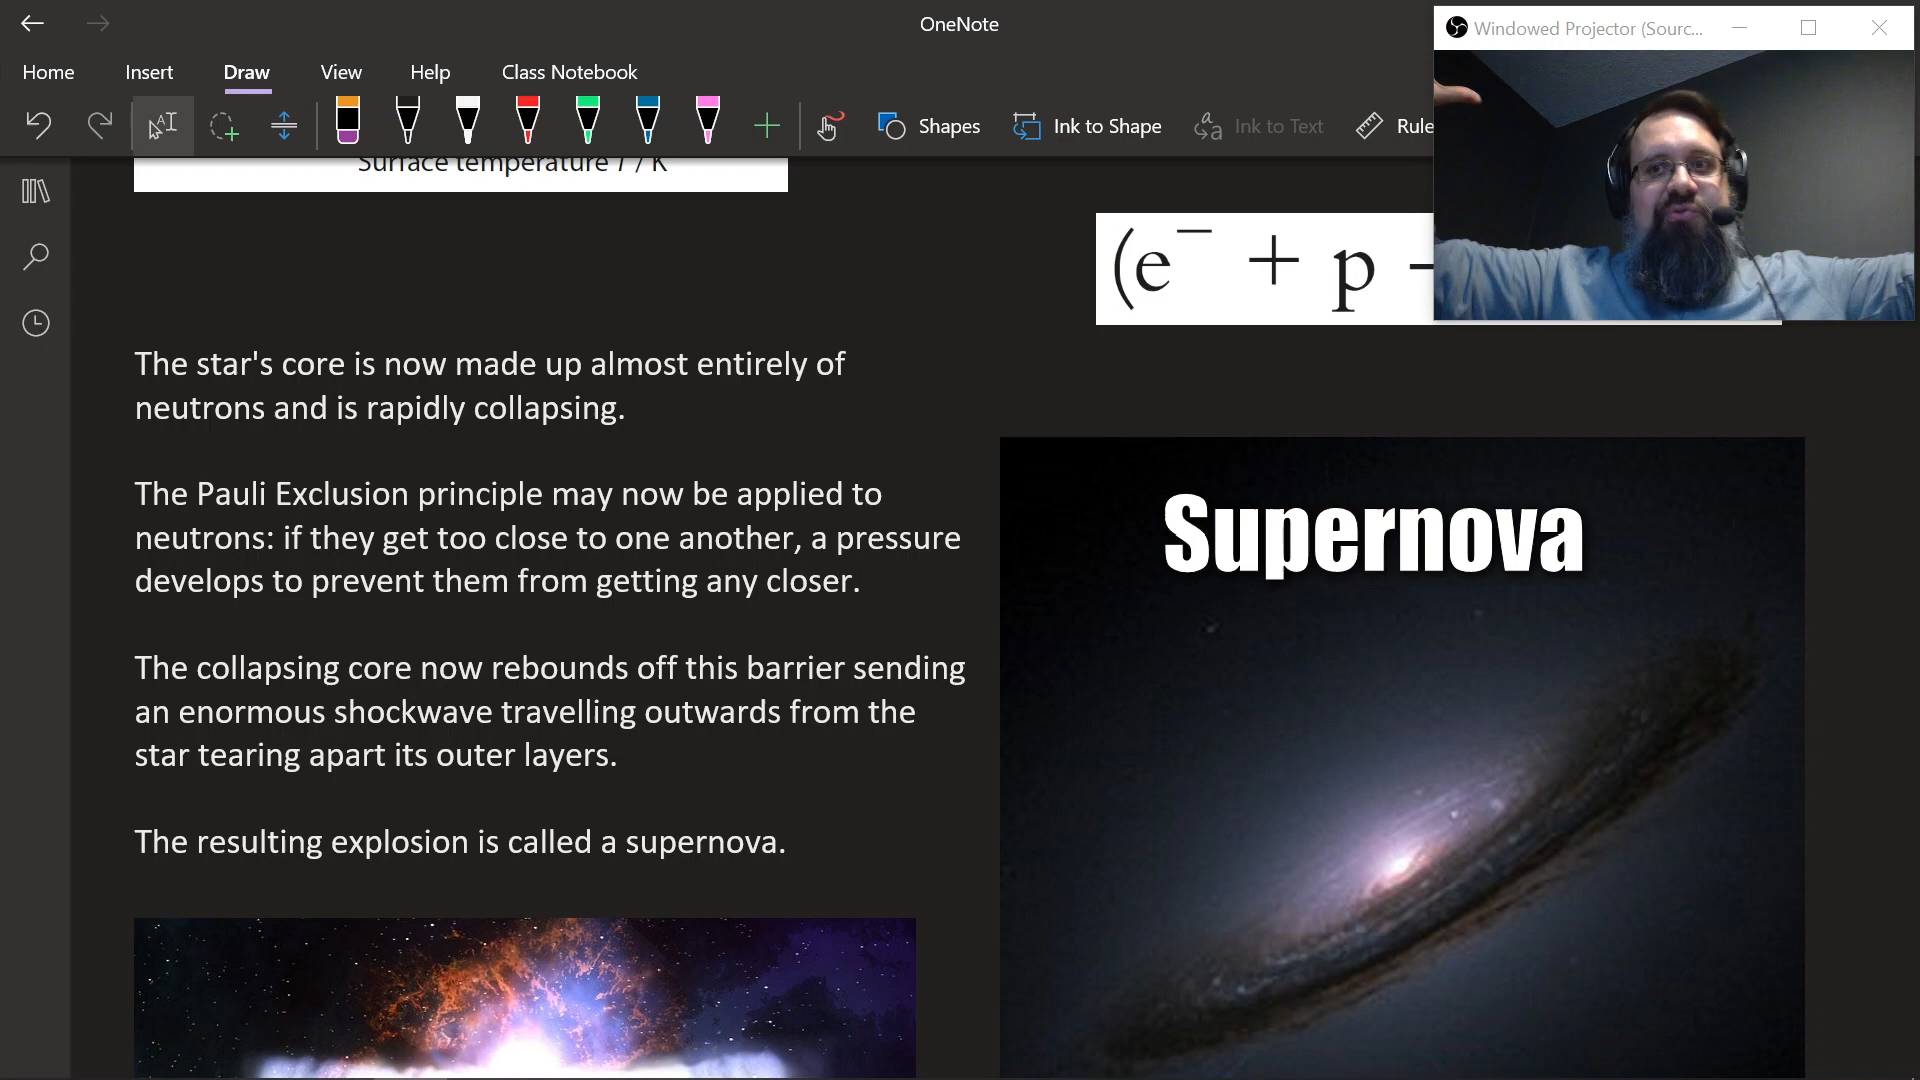 OneNote
Windowed Projector (Sourc...
Home Insert Draw View Help Class Notebook
Shapes Ink to Shape Ink to Text Rule
Surface temperature T / K
(e⁻ + p -
The star's core is now made up almost entirely of
neutrons and is rapidly collapsing.
The Pauli Exclusion principle may now be applied to
neutrons: if they get too close to one another, a pressure
develops to prevent them from getting any closer.
The collapsing core now rebounds off this barrier sending
an enormous shockwave travelling outwards from the
star tearing apart its outer layers.
The resulting explosion is called a supernova.
Supernova